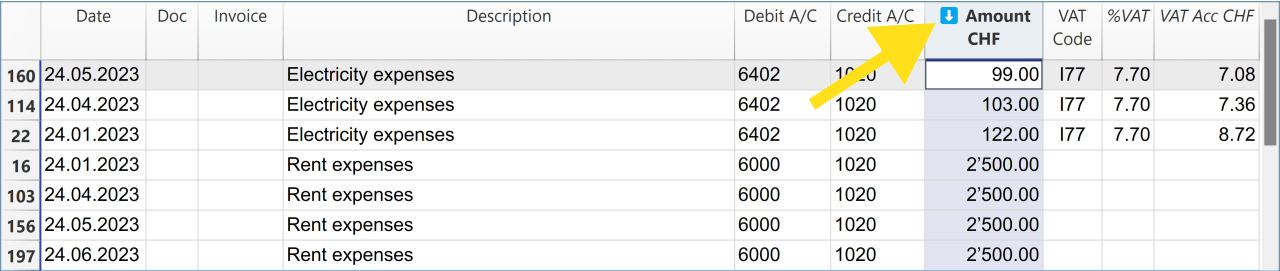 Date Doc Invoice Description Debit A/C Credit A/C Amount CHF VAT Code %VAT VAT Acc CHF
160 24.05.2023 Electricity expenses 6402 1020 99.00 I77 7.70 7.08
114 24.04.2023 Electricity expenses 6402 1020 103.00 I77 7.70 7.36
22 24.01.2023 Electricity expenses 6402 1020 122.00 I77 7.70 8.72
16 24.01.2023 Rent expenses 6000 1020 2’500.00
103 24.04.2023 Rent expenses 6000 1020 2’500.00
156 24.05.2023 Rent expenses 6000 1020 2’500.00
197 24.06.2023 Rent expenses 6000 1020 2’500.00